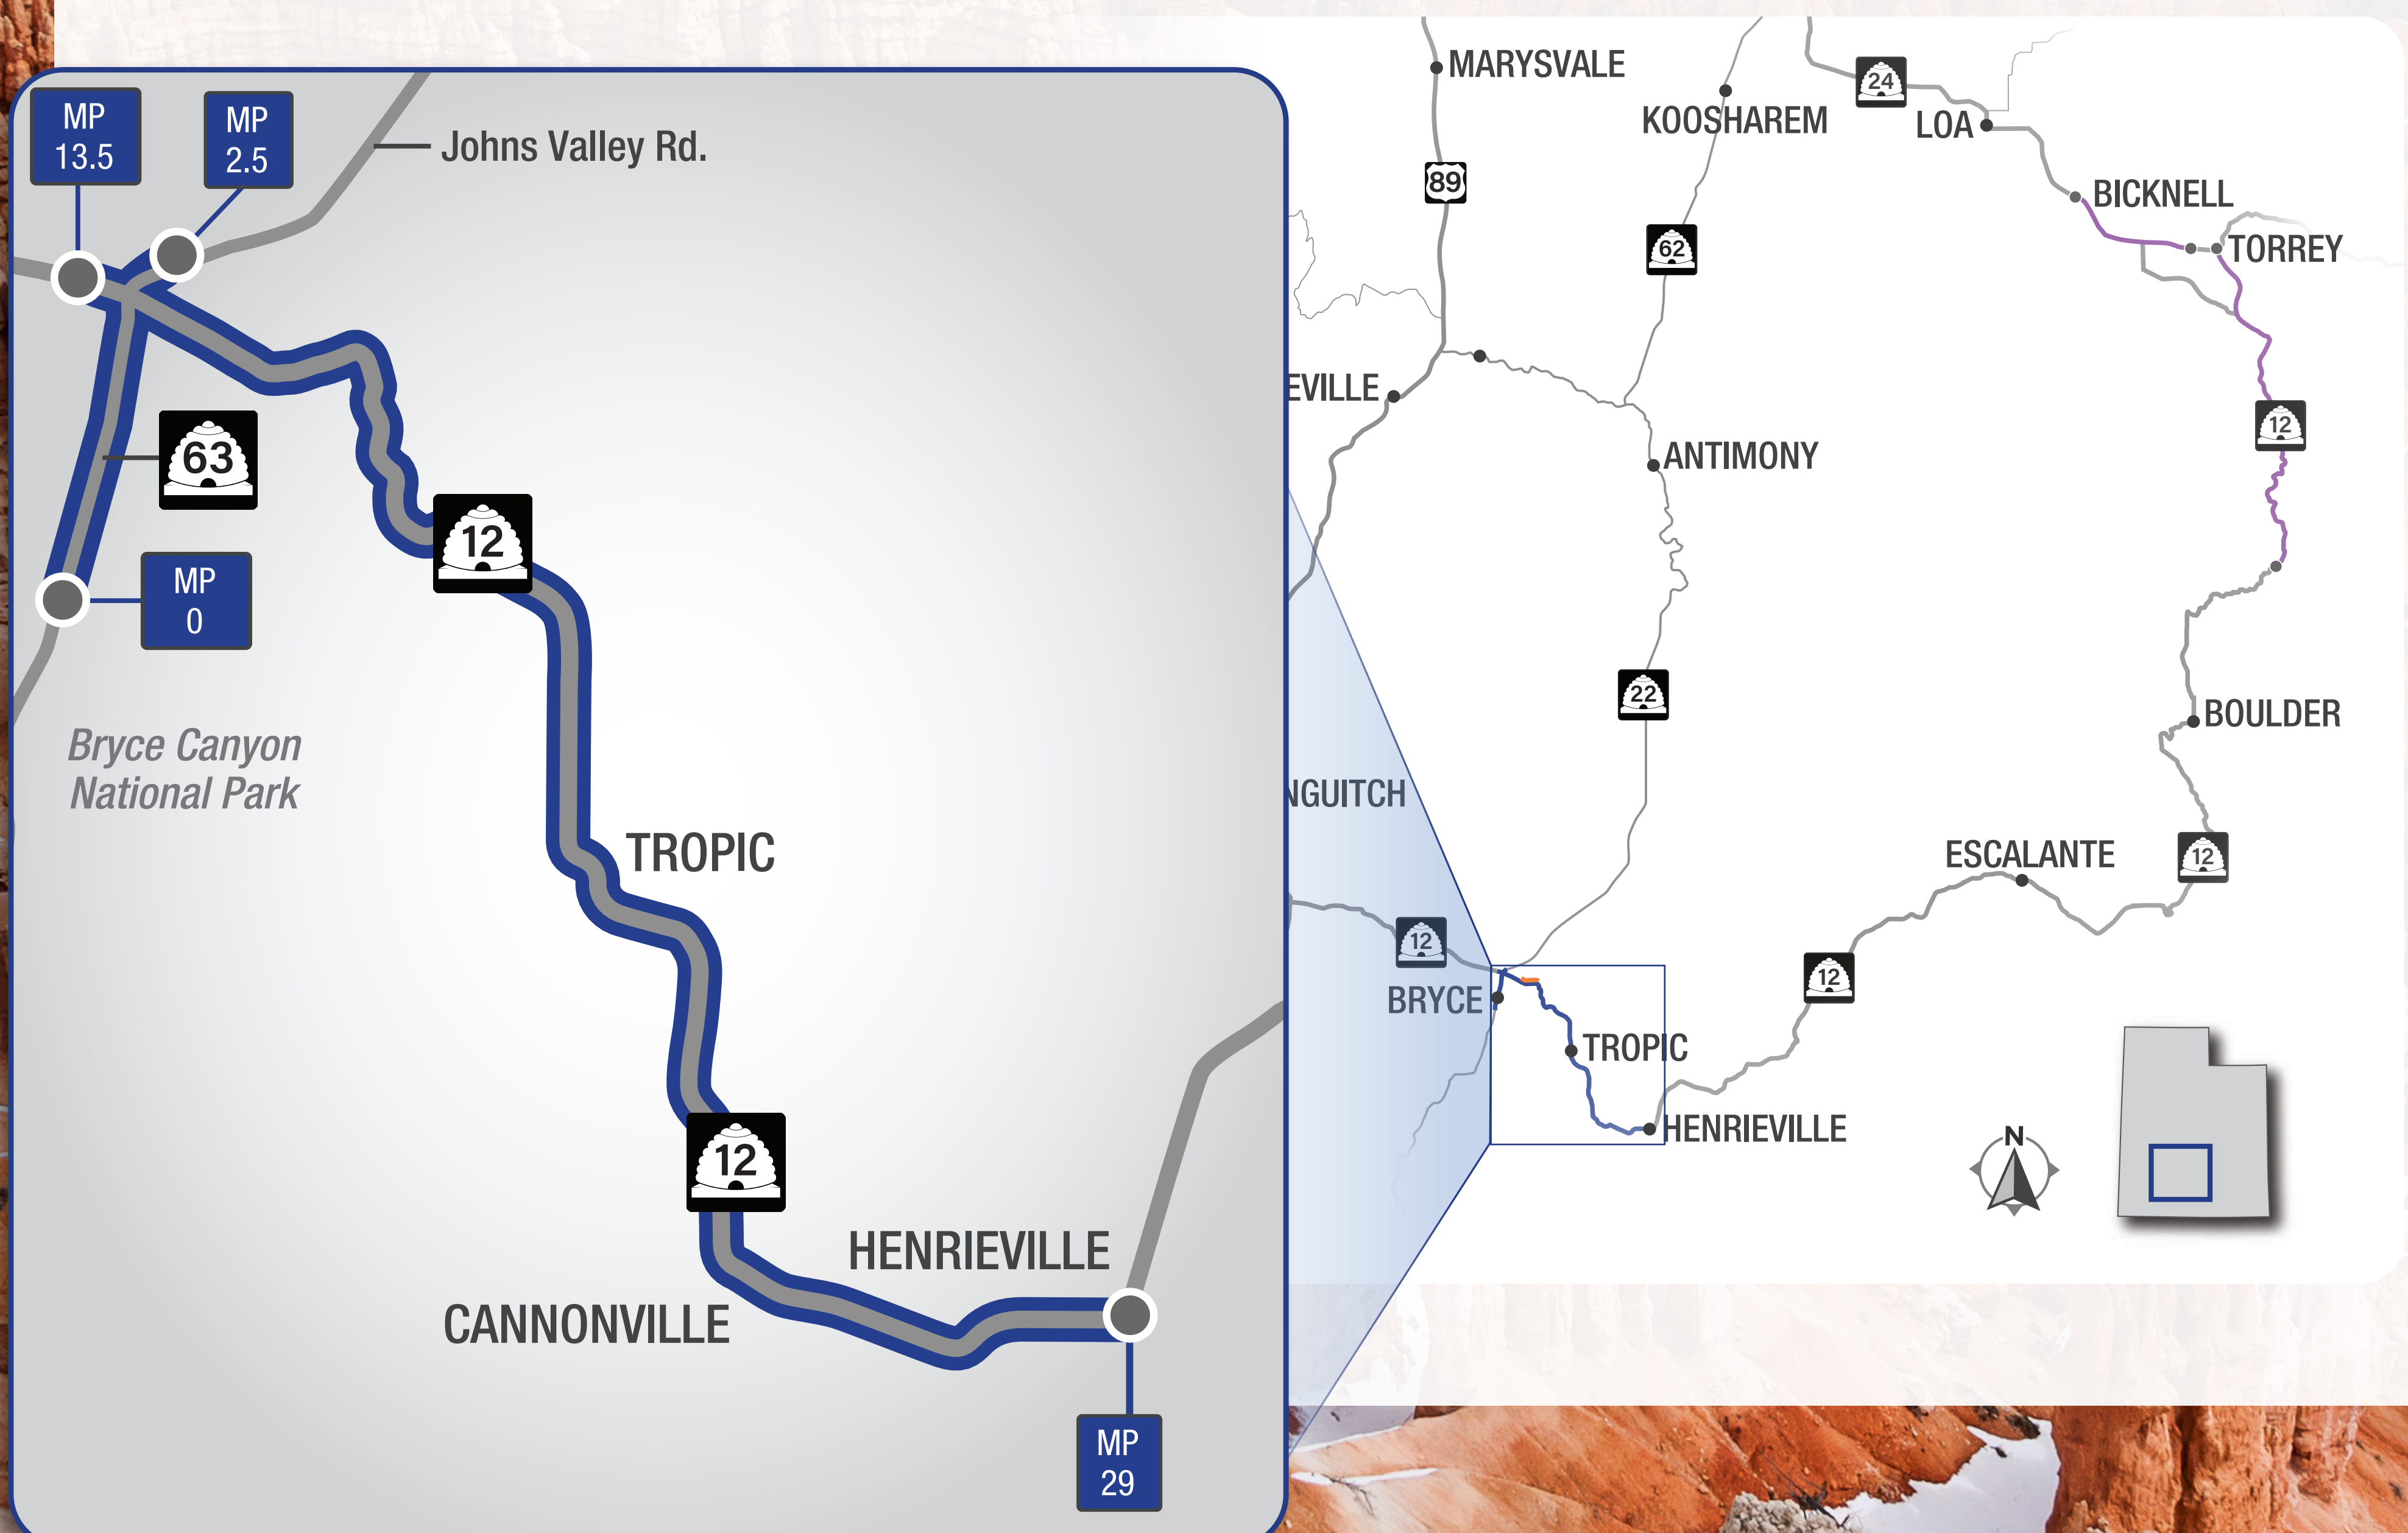 MP
13.5
MP
2.5
Johns Valley Rd.
63
12
MP
0
Bryce Canyon
National Park
TROPIC
12
HENRIEVILLE
CANNONVILLE
MP
29
MARYSVALE
KOOSHAREM
24
LOA
89
BICKNELL
62
TORREY
EVILLE
12
ANTIMONY
22
BOULDER
NGUITCH
ESCALANTE
12
12
12
BRYCE
TROPIC
HENRIEVILLE
N